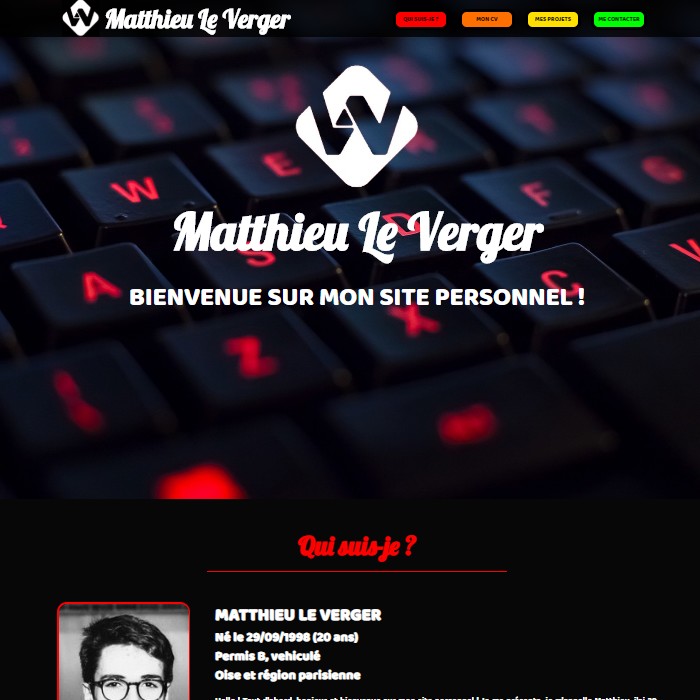 Matthieu Le Verger
QUI SUIS-JE ?
MON CV
MES PROJETS
ME CONTACTER
Matthieu Le Verger
BIENVENUE SUR MON SITE PERSONNEL !
W
E
F
G
A
S
D
Z
X
C
V
Qui suis-je ?
MATTHIEU LE VERGER
Né le 29/09/1998 (20 ans)
Permis B, vehiculé
Oise et région parisienne